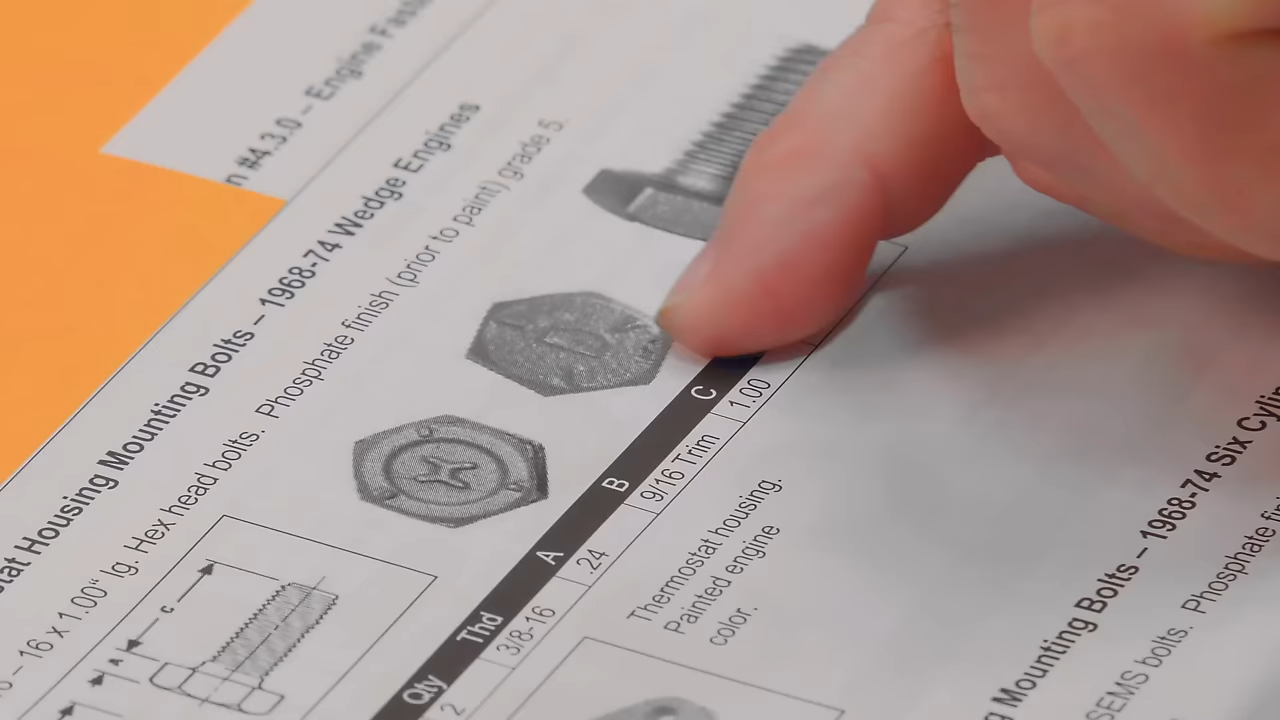 n #4.3.0 – Engine Fas
tat Housing Mounting Bolts – 1968-74 Wedge Engines
– 16 x 1.00" lg. Hex head bolts. Phosphate finish (prior to paint) grade 5.
C
A
Qty Thd A B C
2 3/8-16 .24 9/16 Trim 1.00
Thermostat housing.
Painted engine
color.
g Mounting Bolts – 1968-74 Six Cylin
SEMS bolts. Phosphate fin